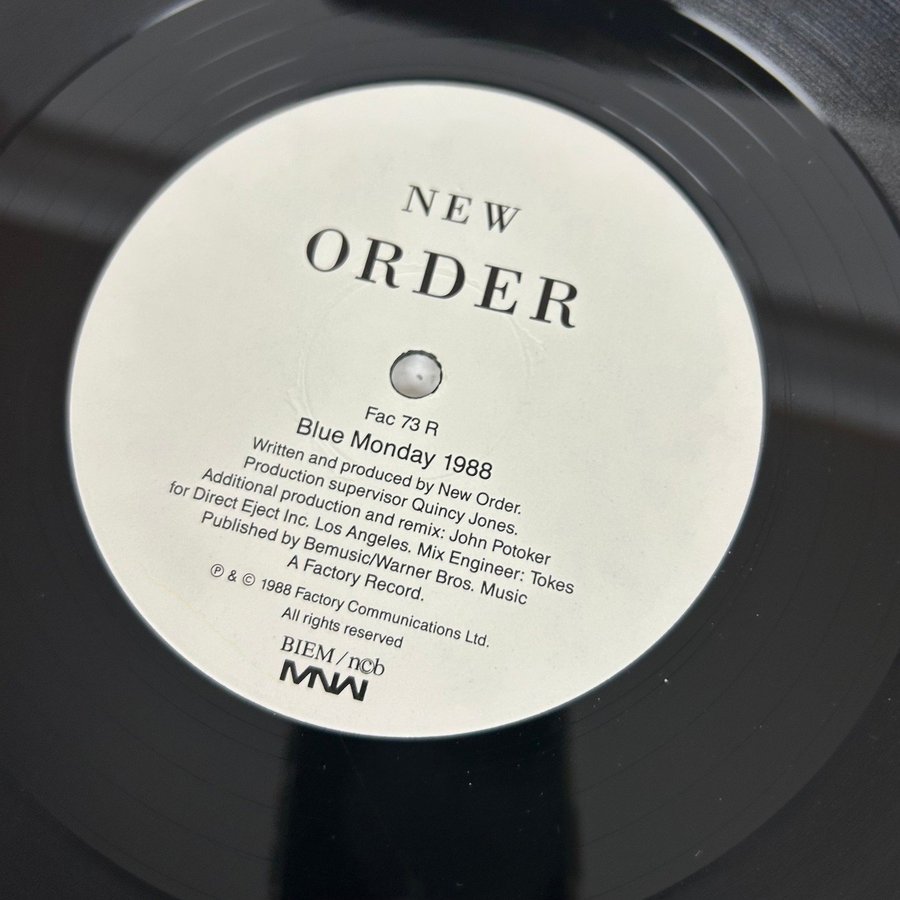 NEW
ORDER
Fac 73 R
Blue Monday 1988
Written and produced by New Order.
Production supervisor Quincy Jones.
Additional production and remix: John Potoker
for Direct Eject Inc. Los Angeles. Mix Engineer: Tokes
Published by Bemusic/Warner Bros. Music
A Factory Record.
℗ & © 1988 Factory Communications Ltd.
All rights reserved
BIEM/n©b
MNW